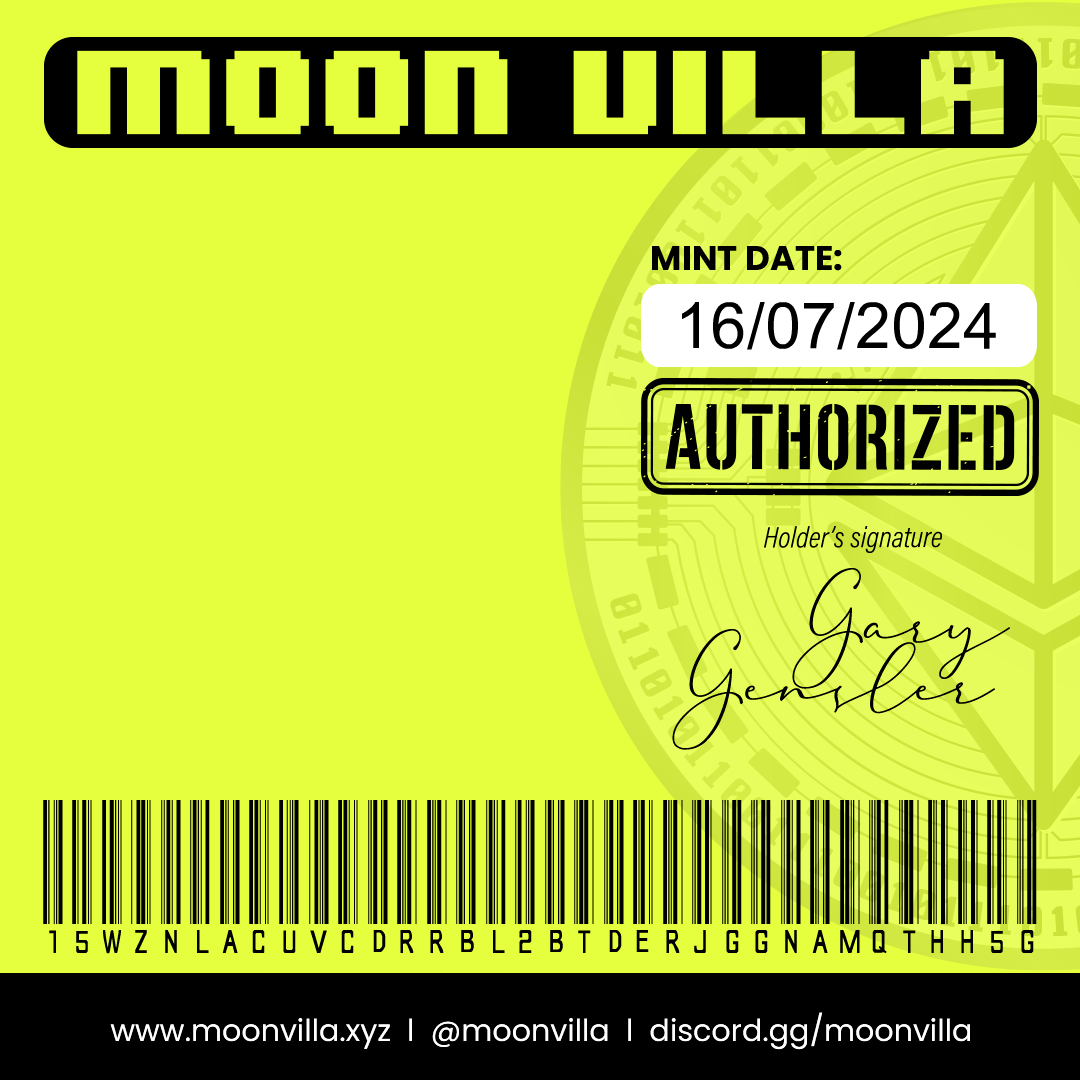 MOON VILLA
MINT DATE:
16/07/2024
AUTHORIZED
Holder's signature
Gary
Gensler
15WZNLACUVCDRRBL2BTDERJGGNAMQTHH5G
www.moonvilla.xyz | @moonvilla | discord.gg/moonvilla